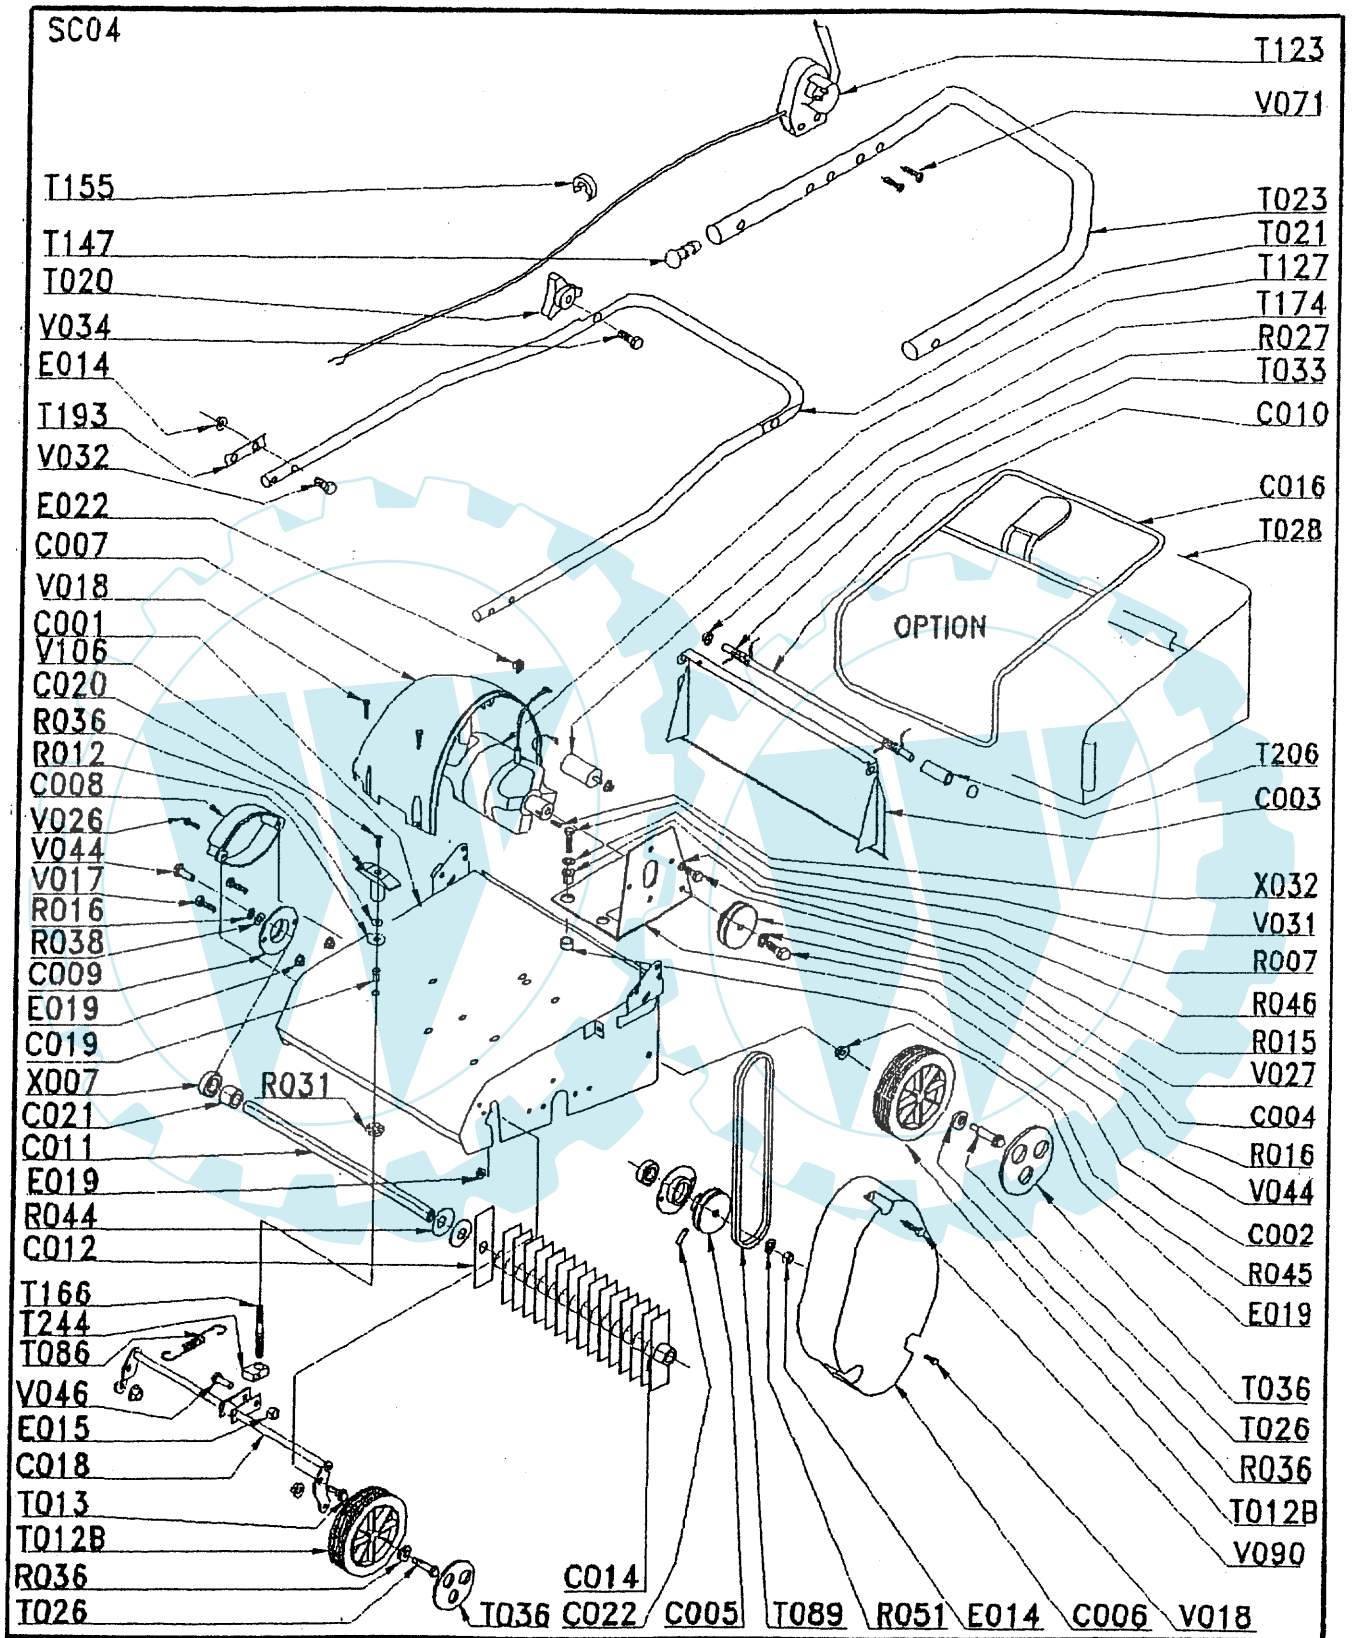 SC04
T155
T147
T020
V034
E014
T193
V032
E022
C007
V018
C001
V106
C020
R036
R012
C008
V026
V044
V017
R016
R038
C009
E019
C019
X007
C021
C011
E019
R044
C012
T166
T244
T086
V046
E015
C018
T013
T012B
R036
T026
R031
OPTION
T123
V071
T023
T021
T127
T174
R027
T033
C010
C016
T028
T206
C003
X032
V031
R007
R046
R015
V027
C004
R016
V044
C002
R045
E019
T036
T026
R036
T012B
V090
C014
T036 C022 C005 T089 R051 E014 C006 V018